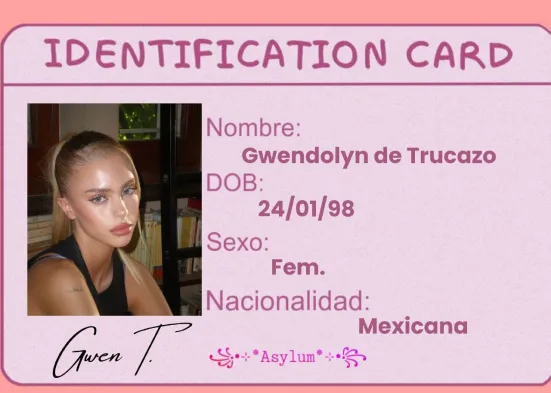 IDENTIFICATION CARD
Nombre:
Gwendolyn de Trucazo
DOB:
24/01/98
Sexo:
Fem.
Nacionalidad:
Mexicana
Gwen T.
꧁•⊹٭Asylum٭⊹•꧂